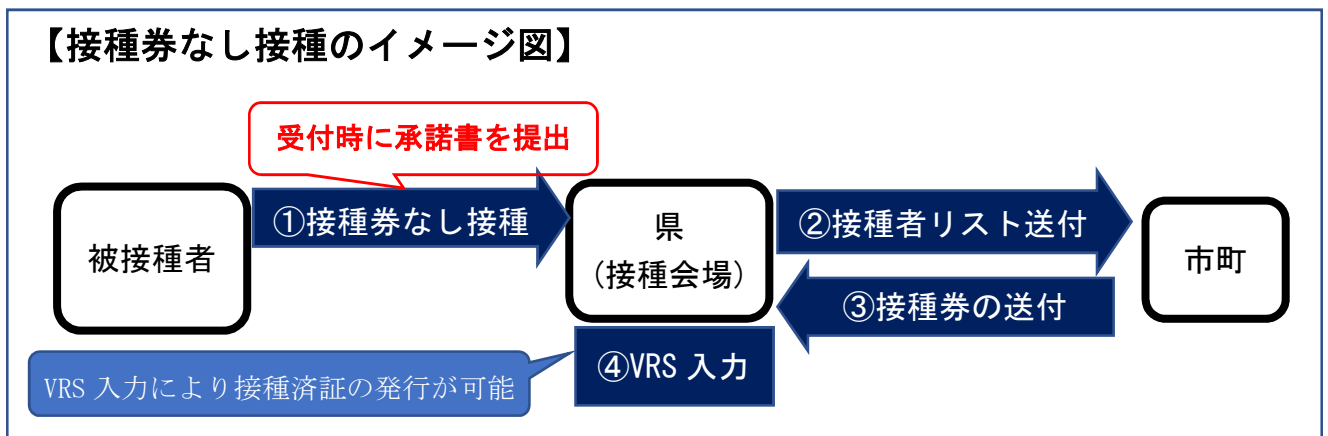 【接種券なし接種のイメージ図】
受付時に承諾書を提出
被接種者
①接種券なし接種
県
（接種会場）
②接種者リスト送付
③接種券の送付
市町
④VRS 入力
VRS 入力により接種済証の発行が可能